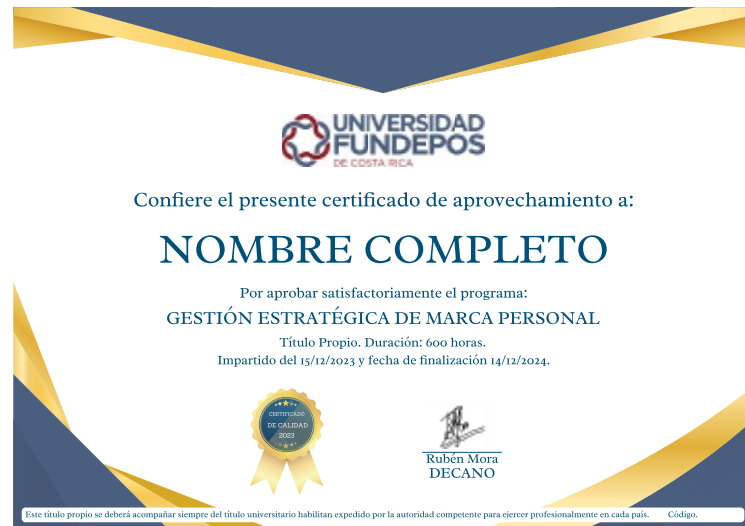 UNIVERSIDAD
FUNDEPOS
DE COSTA RICA
Confiere el presente certificado de aprovechamiento a:
NOMBRE COMPLETO
Por aprobar satisfactoriamente el programa:
GESTIÓN ESTRATÉGICA DE MARCA PERSONAL
Título Propio. Duración: 600 horas.
Impartido del 15/12/2023 y fecha de finalización 14/12/2024.
CERTIFICADO
DE CALIDAD
2023
Rubén Mora
DECANO
Este título propio se deberá acompañar siempre del título universitario habilitan expedido por la autoridad competente para ejercer profesionalmente en cada país. Código.